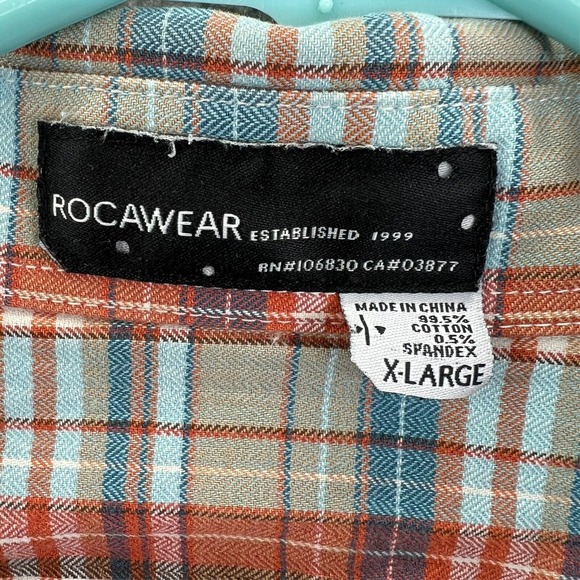 ROCAWEAR ESTABLISHED 1999
RN#106830 CA#03877
MADE IN CHINA
99.5%
COTTON
0.5%
SPANDEX
X-LARGE